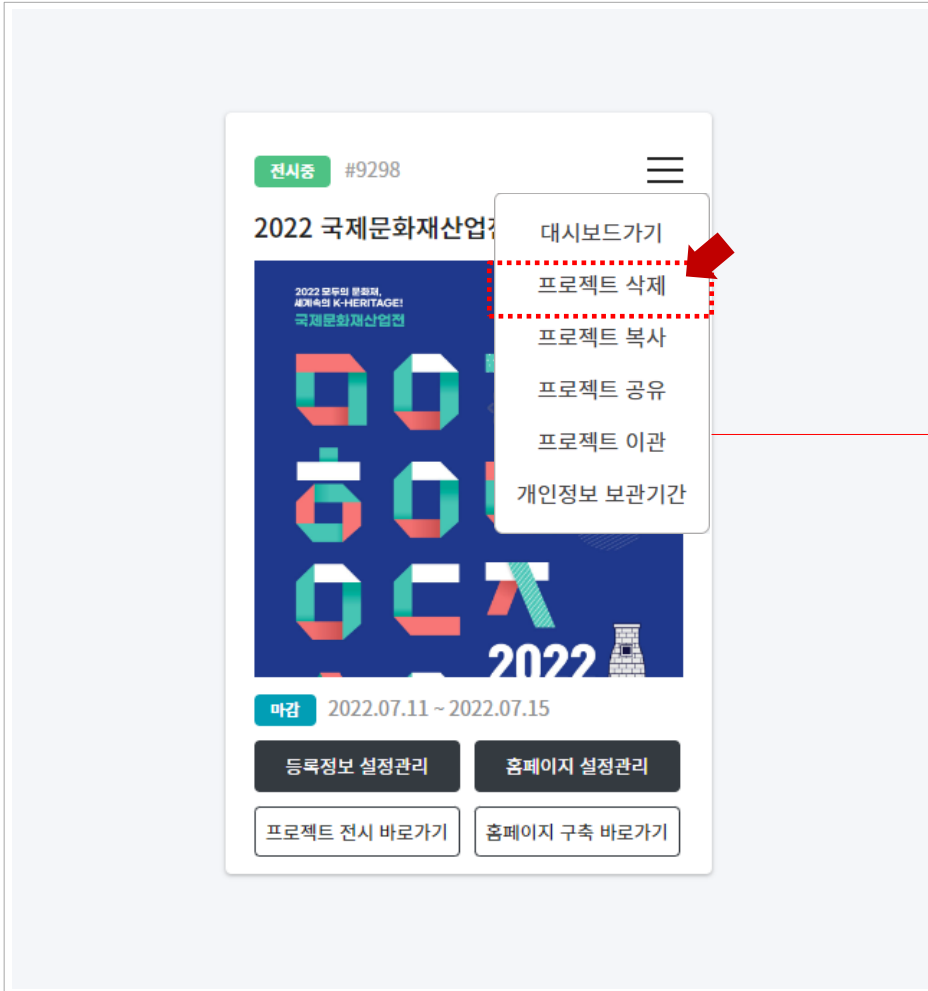 전시중 #9298
2022 국제문화재산업
대시보드가기
프로젝트 삭제
프로젝트 복사
프로젝트 공유
프로젝트 이관
개인정보 보관기간
2022 모두의 문화재,
세계속의 K-HERITAGE!
국제문화재산업전
2022
마감 2022.07.11 ~ 2022.07.15
등록정보 설정관리
홈페이지 설정관리
프로젝트 전시 바로가기
홈페이지 구축 바로가기